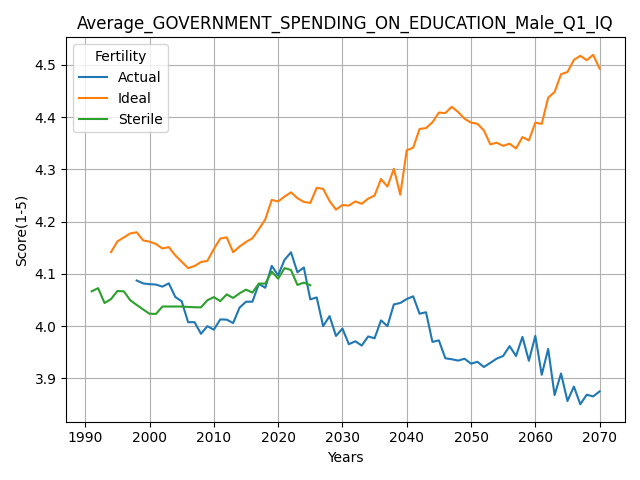 Average_GOVERNMENT_SPENDING_ON_EDUCATION_Male_Q1_IQ
Fertility
Actual
Ideal
Sterile
Score(1-5)
4.5
4.4
4.3
4.2
4.1
4.0
3.9
1990 2000 2010 2020 2030 2040 2050 2060 2070
Years